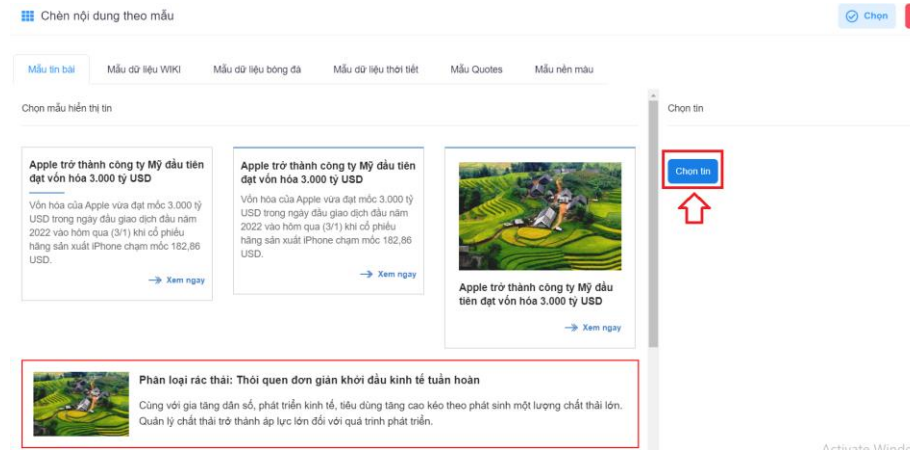 Chèn nội dung theo mẫu
Chọn
Mẫu tin bài
Mẫu dữ liệu WIKI
Mẫu dữ liệu bóng đá
Mẫu dữ liệu thời tiết
Mẫu Quotes
Mẫu nền màu
Chọn mẫu hiển thị tin
Chọn tin
Apple trở thành công ty Mỹ đầu tiên
đạt vốn hóa 3.000 tỷ USD
Vốn hóa của Apple vừa đạt mốc 3.000 tỷ
USD trong ngày đầu giao dịch đầu năm
2022 vào hôm qua (3/1) khi cổ phiếu
hãng sản xuất iPhone chạm mốc 182,86
USD.
Xem ngay
Apple trở thành công ty Mỹ đầu tiên
đạt vốn hóa 3.000 tỷ USD
Vốn hóa của Apple vừa đạt mốc 3.000 tỷ
USD trong ngày đầu giao dịch đầu năm
2022 vào hôm qua (3/1) khi cổ phiếu
hãng sản xuất iPhone chạm mốc 182,86
USD.
Xem ngay
Apple trở thành công ty Mỹ đầu
tiên đạt vốn hóa 3.000 tỷ USD
Xem ngay
Chọn tin
Phân loại rác thải: Thói quen đơn giản khởi đầu kinh tế tuần hoàn
Cùng với gia tăng dân số, phát triển kinh tế, tiêu dùng tăng cao kéo theo phát sinh một lượng chất thải lớn.
Quản lý chất thải trở thành áp lực lớn đối với quá trình phát triển.
Activate